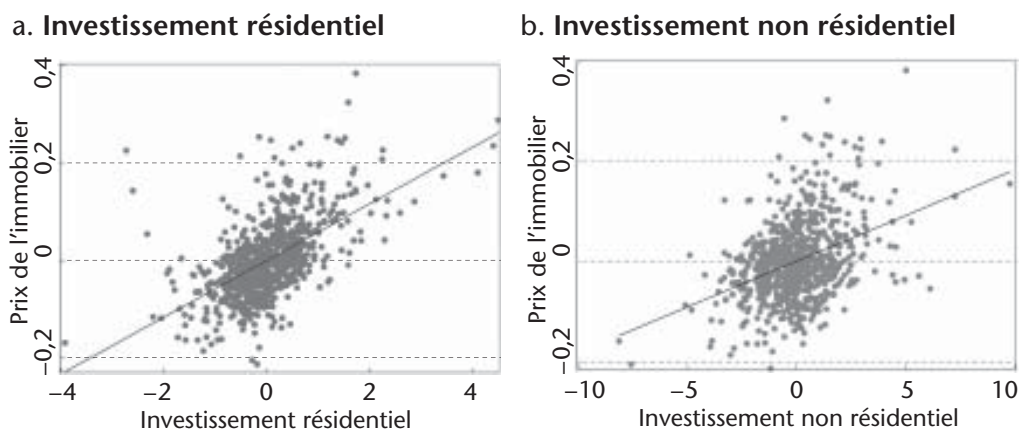 a. Investissement résidentiel
Prix de l'immobilier
0,4
0,2
0
−0,2
−4 −2 0 2 4
Investissement résidentiel
b. Investissement non résidentiel
Prix de l'immobilier
0,4
0,2
0
−0,2
−10 −5 0 5 10
Investissement non résidentiel